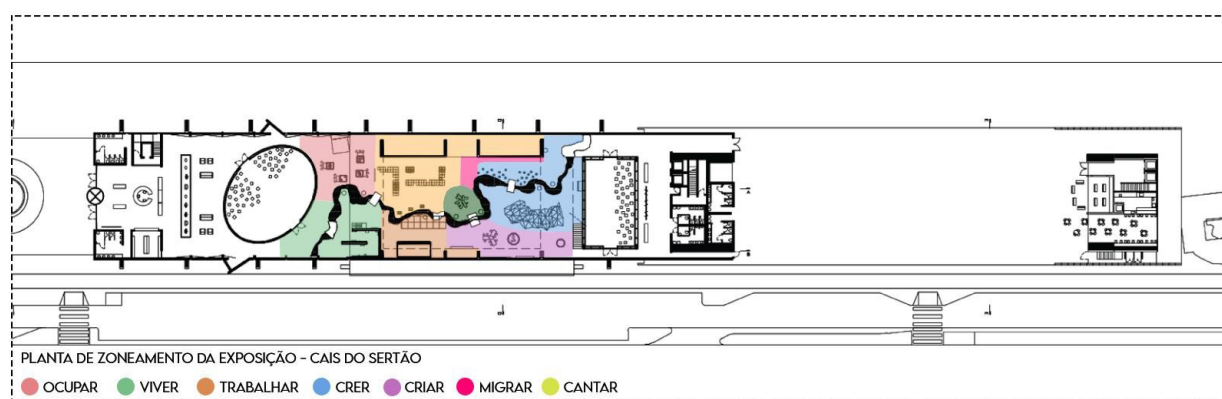 PLANTA DE ZONEAMENTO DA EXPOSIÇÃO - CAIS DO SERTÃO
OCUPAR VIVER TRABALHAR CRER CRIAR MIGRAR CANTAR